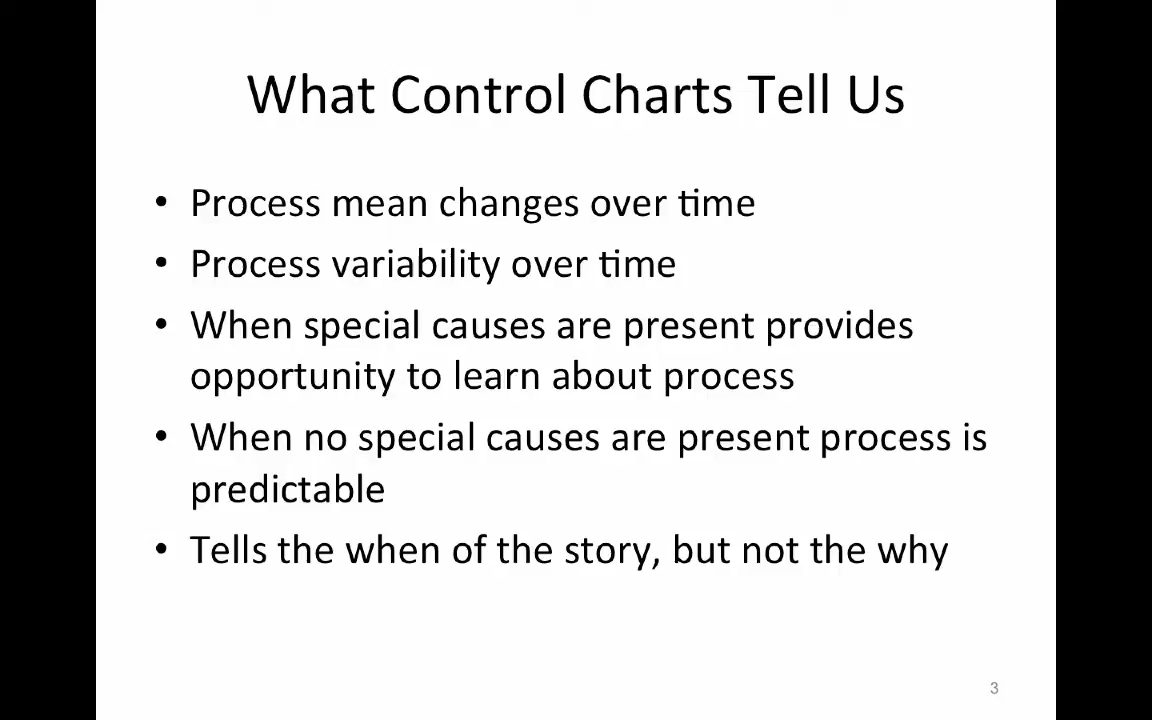 What Control Charts Tell Us
• Process mean changes over time
• Process variability over time
• When special causes are present provides
opportunity to learn about process
• When no special causes are present process is
predictable
• Tells the when of the story, but not the why
3